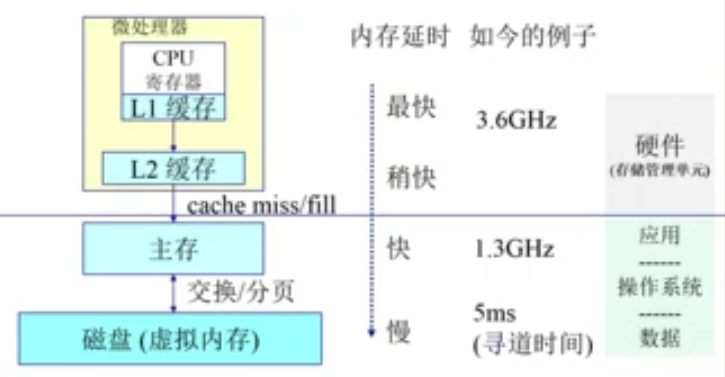 微处理器
CPU
寄存器
L1 缓存
L2 缓存
cache miss/fill
主存
交换/分页
磁盘 (虚拟内存)
内存延时
最快
稍快
快
慢
如今的例子
3.6GHz
1.3GHz
5ms
(寻道时间)
硬件
(存储管理单元)
应用
------
操作系统
------
数据